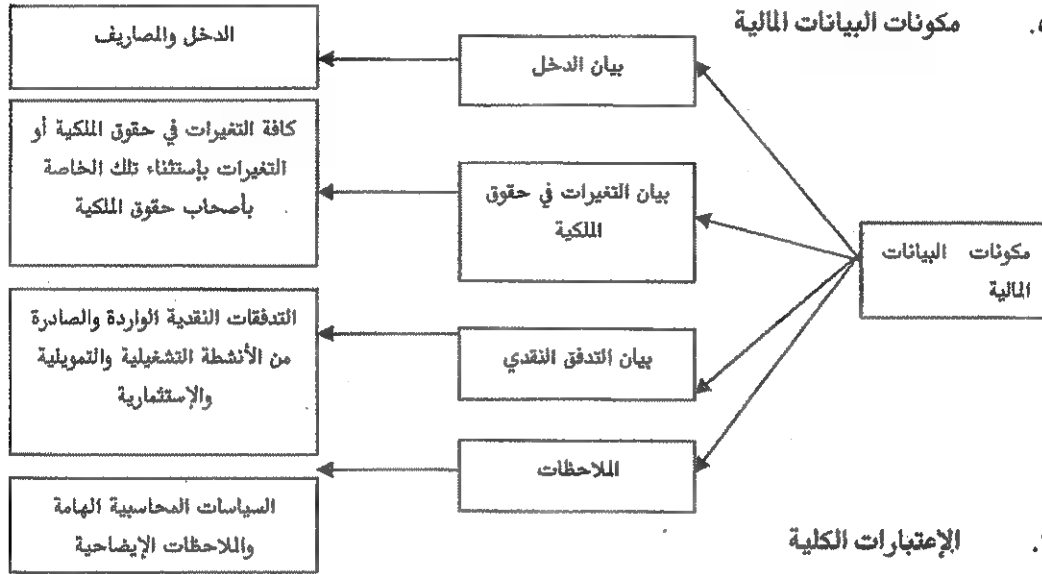 مكونات البيانات المالية
مكونات البيانات
المالية
بيان الدخل
الدخل والمصاريف
بيان التغيرات في حقوق
الملكية
كافة التغيرات في حقوق الملكية أو
التغيرات بإستثناء تلك الخاصة
بأصحاب حقوق الملكية
بيان التدفق النقدي
التدفقات النقدية الواردة والصادرة
من الأنشطة التشغيلية والتمويلية
والإستثمارية
الملاحظات
السياسات المحاسبية الهامة
والملاحظات الإيضاحية
الإعتبارات الكلية